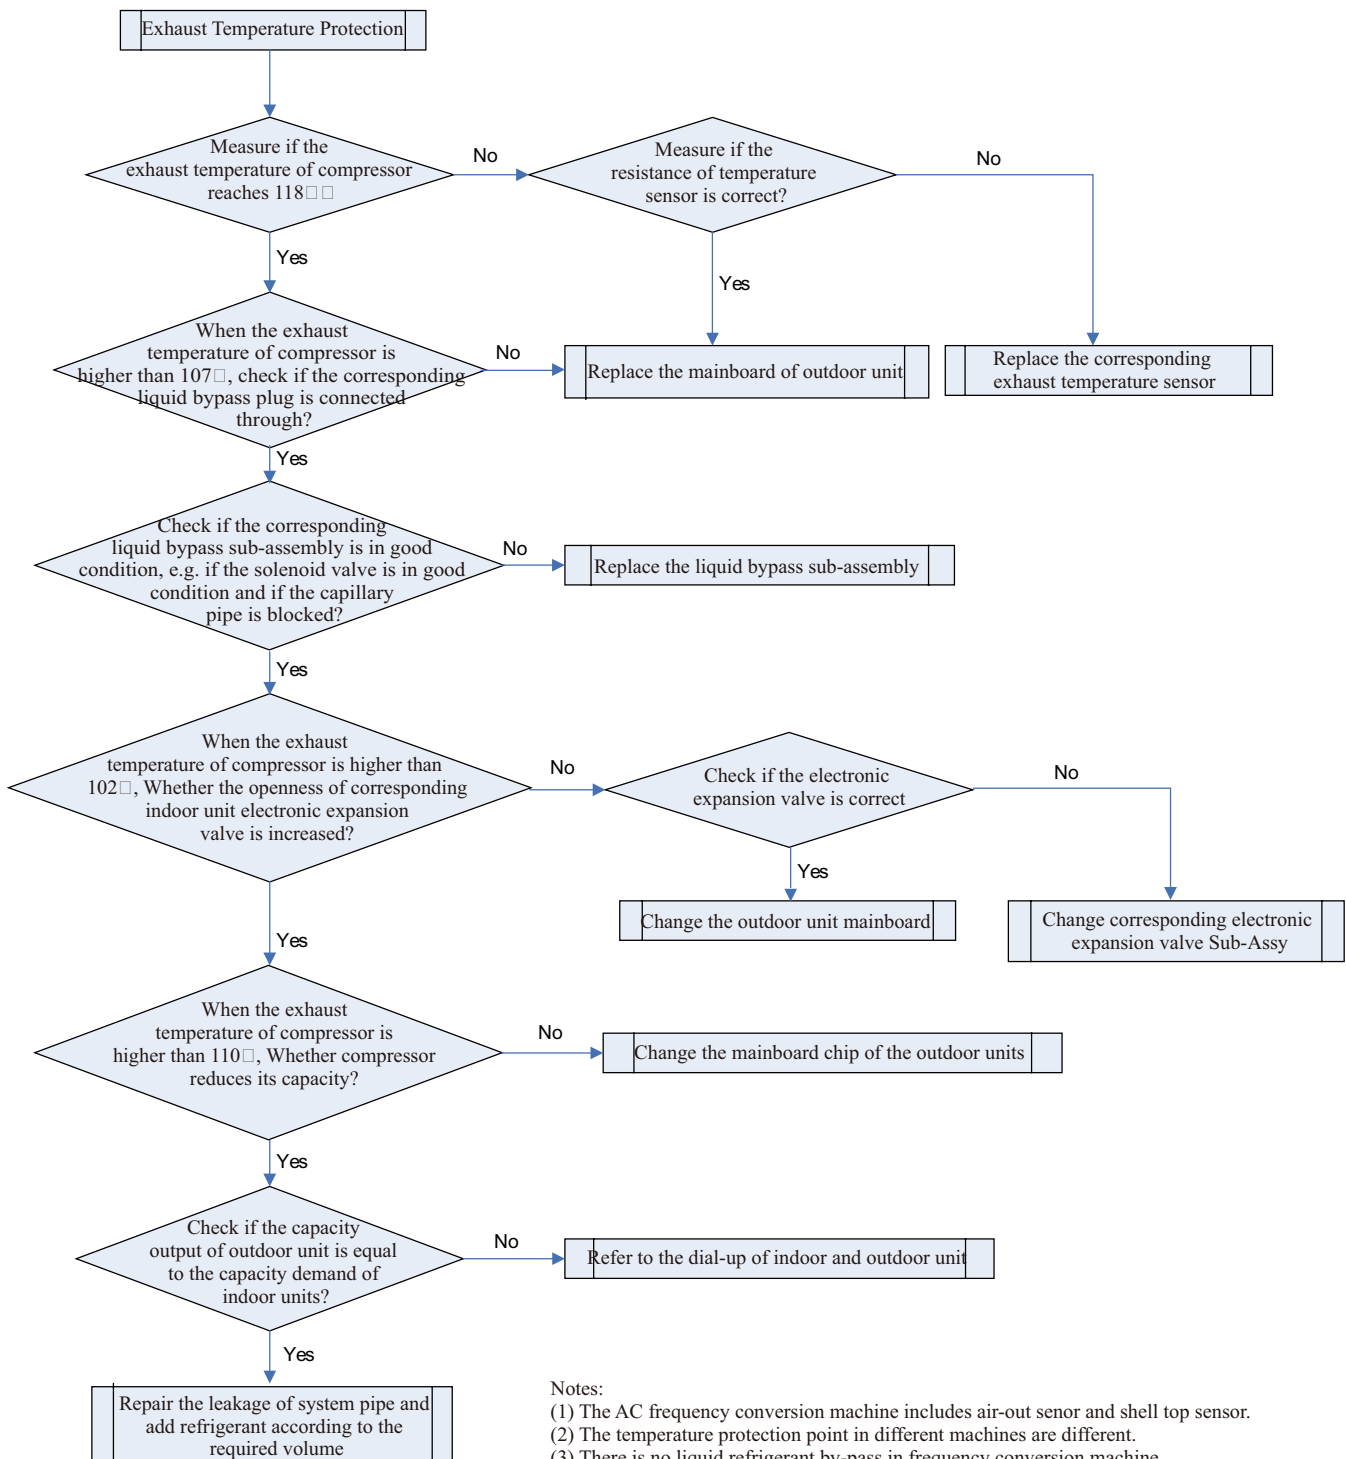 Exhaust Temperature Protection
Measure if the
exhaust temperature of compressor
reaches 118□□
No
Measure if the
resistance of temperature
sensor is correct?
No
Yes
Yes
When the exhaust
temperature of compressor is
higher than 107□, check if the corresponding
liquid bypass plug is connected
through?
No
Replace the mainboard of outdoor unit
Replace the corresponding
exhaust temperature sensor
Yes
Check if the corresponding
liquid bypass sub-assembly is in good
condition, e.g. if the solenoid valve is in good
condition and if the capillary
pipe is blocked?
No
Replace the liquid bypass sub-assembly
Yes
When the exhaust
temperature of compressor is higher than
102□, Whether the openness of corresponding
indoor unit electronic expansion
valve is increased?
No
Check if the electronic
expansion valve is correct
No
Yes
Change the outdoor unit mainboard
Change corresponding electronic
expansion valve Sub-Assy
Yes
When the exhaust
temperature of compressor is
higher than 110□, Whether compressor
reduces its capacity?
No
Change the mainboard chip of the outdoor units
Yes
Check if the capacity
output of outdoor unit is equal
to the capacity demand of
indoor units?
No
Refer to the dial-up of indoor and outdoor unit
Yes
Repair the leakage of system pipe and
add refrigerant according to the
required volume
Notes:
(1) The AC frequency conversion machine includes air-out senor and shell top sensor.
(2) The temperature protection point in different machines are different.
(3) There is no liquid refrigerant by-pass in frequency conversion machine